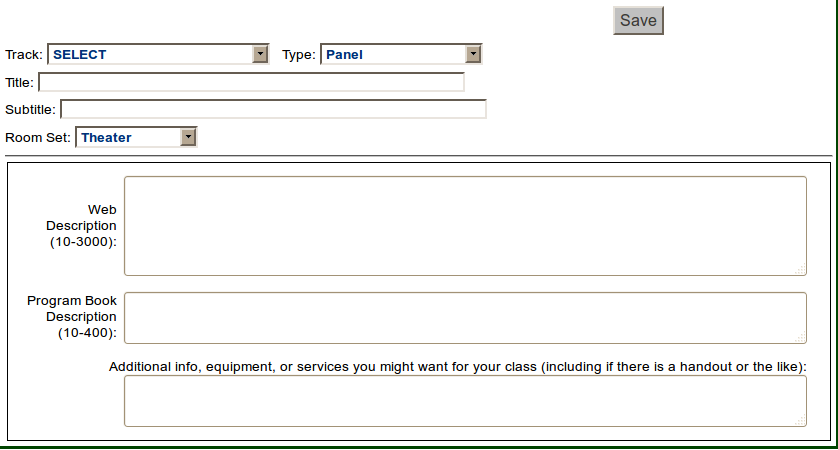 Save
Track: SELECT Type: Panel
Title:
Subtitle:
Room Set: Theater
Web
Description
(10-3000):
Program Book
Description
(10-400):
Additional info, equipment, or services you might want for your class (including if there is a handout or the like):